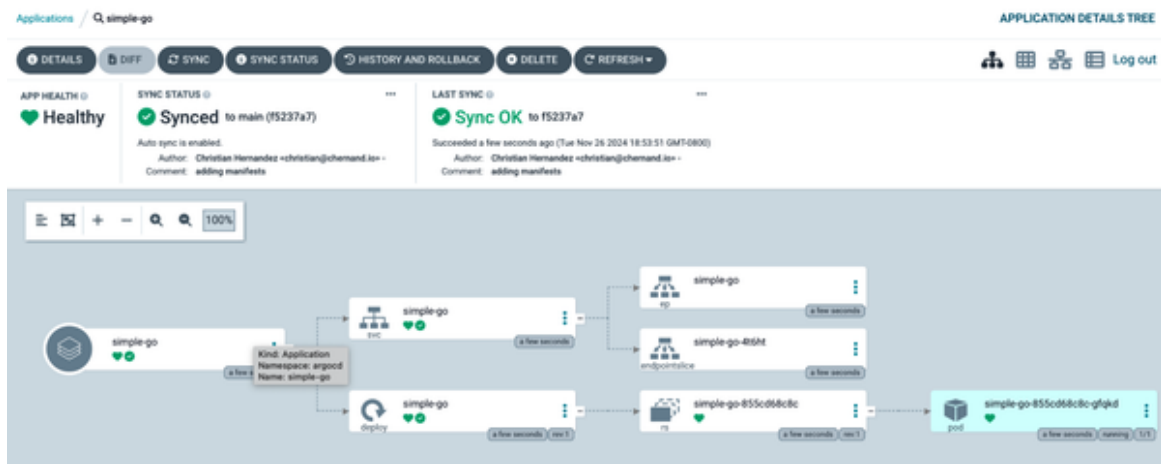 Applications / simple-go
APPLICATION DETAILS TREE
DETAILS DIFF SYNC SYNC STATUS HISTORY AND ROLLBACK DELETE REFRESH
Log out
APP HEALTH
Healthy
SYNC STATUS
Synced to main (f5237a7)
Auto sync is enabled.
Author: Christian Hernandez <christian@chernand.io> -
Comment: adding manifests
LAST SYNC
Sync OK to f5237a7
Succeeded a few seconds ago (Tue Nov 26 2024 18:53:51 GMT-0800)
Author: Christian Hernandez <christian@chernand.io> -
Comment: adding manifests
100%
simple-go
a few
Kind: Application
Namespace: argocd
Name: simple-go
svc
simple-go
a few seconds
ep
simple-go
a few seconds
endpointslice
simple-go-4t6ht
a few seconds
deploy
simple-go
a few seconds rev:1
rs
simple-go-855cd68c8c
a few seconds rev:1
pod
simple-go-855cd68c8c-gfqkd
a few seconds running 1/1